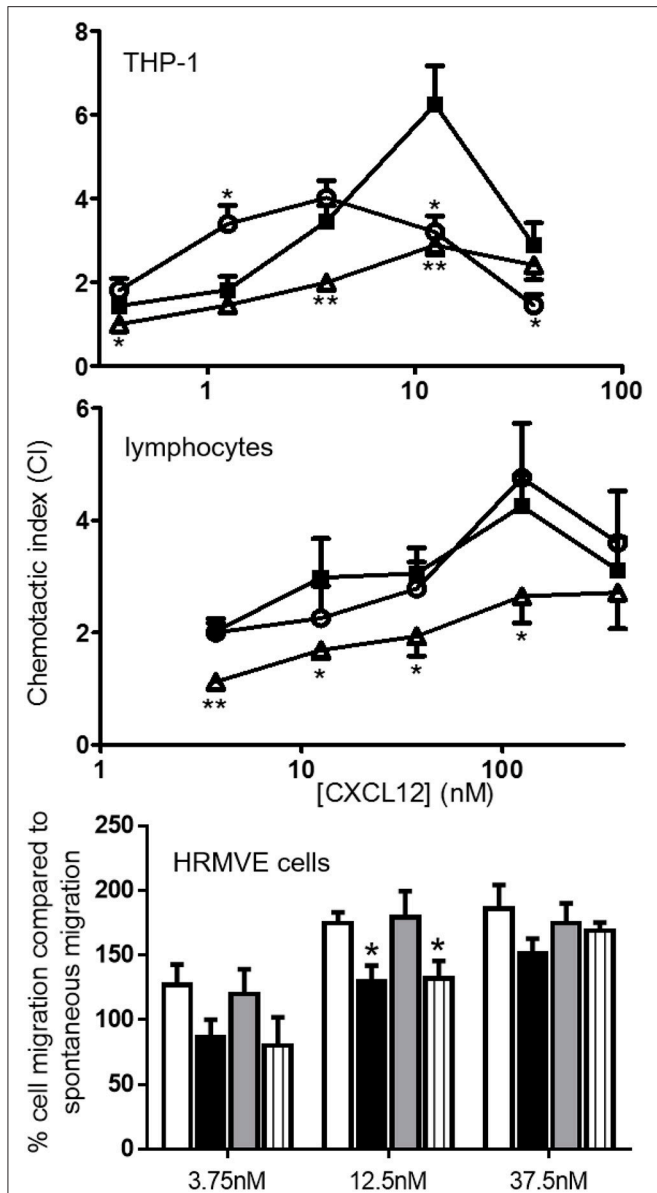 8
THP-1
6
4
2
0
* * * ** ** * *
1 10 100
Chemotactic index (CI)
6
lymphocytes
4
2
0
** * * *
1 10 100
[CXCL12] (nM)
% cell migration compared to
spontaneous migration
250
HRMVE cells
200
150
100
50
0
* *
3.75nM 12.5nM 37.5nM